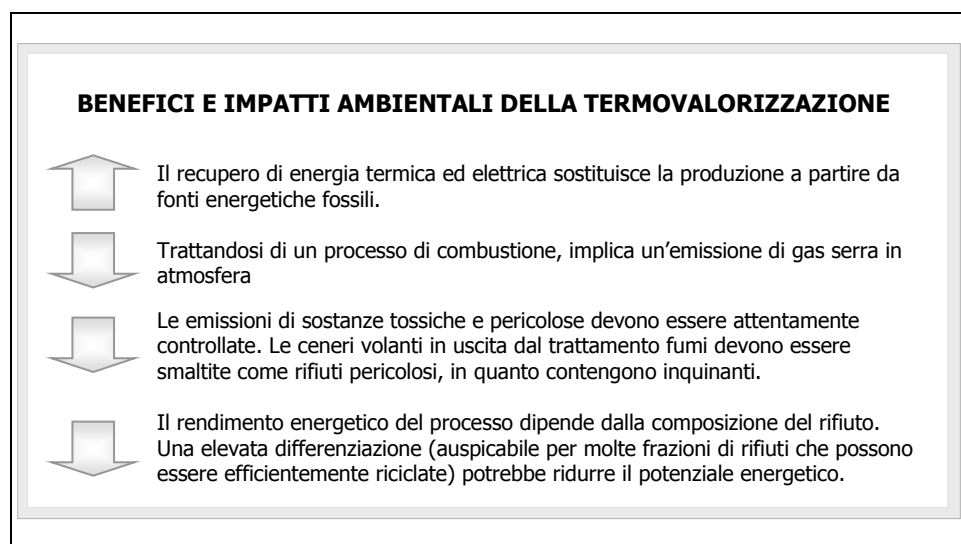 BENEFICI E IMPATTI AMBIENTALI DELLA TERMOVALORIZZAZIONE
Il recupero di energia termica ed elettrica sostituisce la produzione a partire da
fonti energetiche fossili.
Trattandosi di un processo di combustione, implica un’emissione di gas serra in
atmosfera
Le emissioni di sostanze tossiche e pericolose devono essere attentamente
controllate. Le ceneri volanti in uscita dal trattamento fumi devono essere
smaltite come rifiuti pericolosi, in quanto contengono inquinanti.
Il rendimento energetico del processo dipende dalla composizione del rifiuto.
Una elevata differenziazione (auspicabile per molte frazioni di rifiuti che possono
essere efficientemente riciclate) potrebbe ridurre il potenziale energetico.